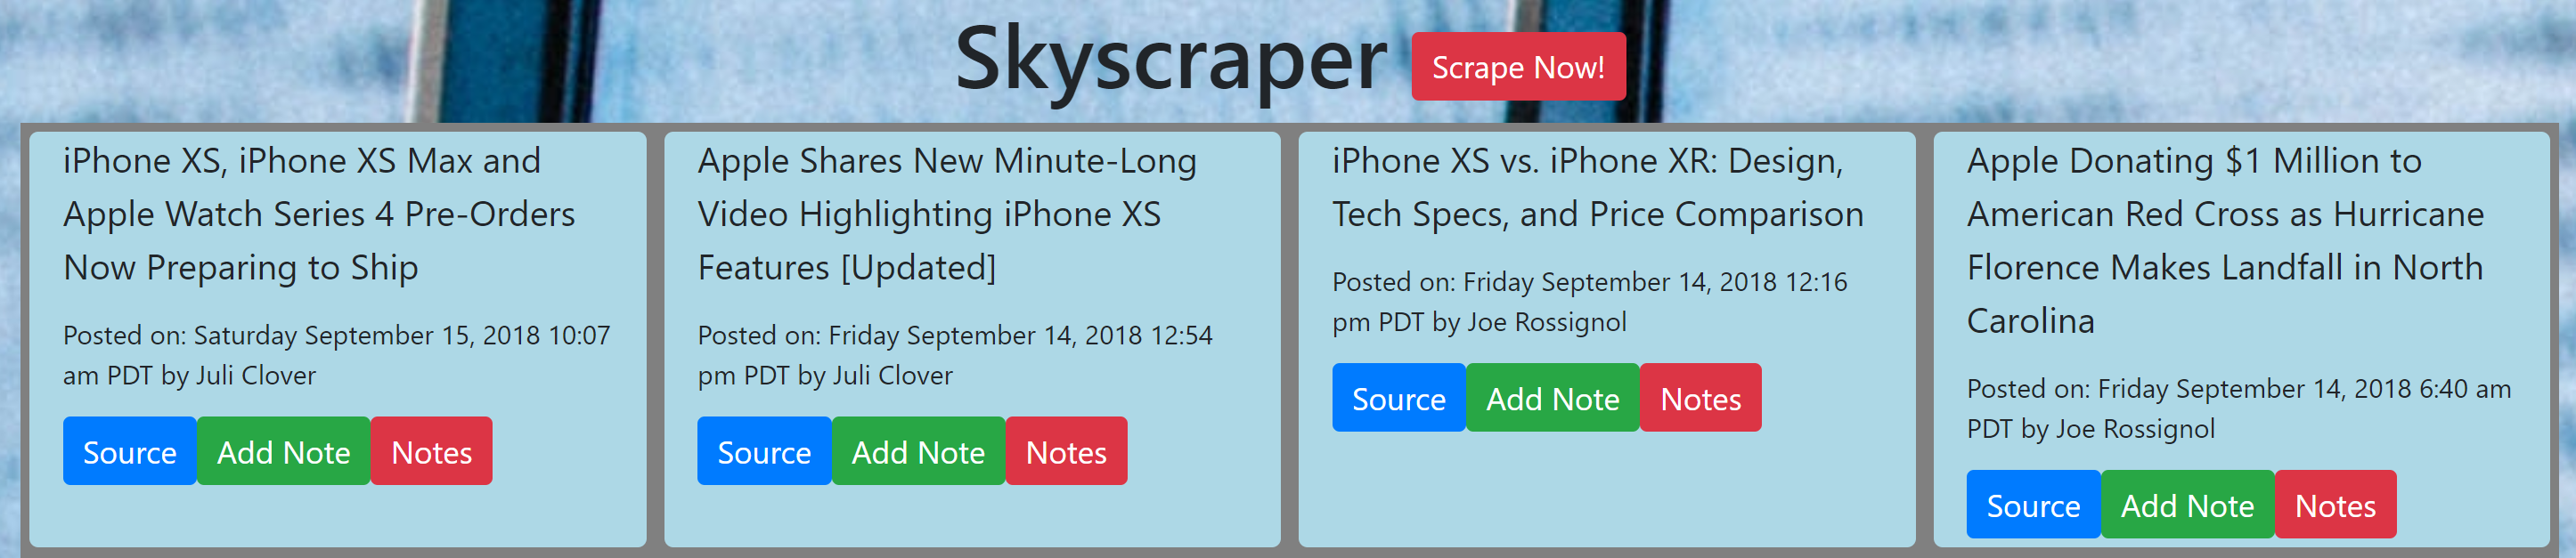 Skyscraper
Scrape Now!
iPhone XS, iPhone XS Max and
Apple Watch Series 4 Pre-Orders
Now Preparing to Ship
Posted on: Saturday September 15, 2018 10:07
am PDT by Juli Clover
Source
Add Note
Notes
Apple Shares New Minute-Long
Video Highlighting iPhone XS
Features [Updated]
Posted on: Friday September 14, 2018 12:54
pm PDT by Juli Clover
Source
Add Note
Notes
iPhone XS vs. iPhone XR: Design,
Tech Specs, and Price Comparison
Posted on: Friday September 14, 2018 12:16
pm PDT by Joe Rossignol
Source
Add Note
Notes
Apple Donating $1 Million to
American Red Cross as Hurricane
Florence Makes Landfall in North
Carolina
Posted on: Friday September 14, 2018 6:40 am
PDT by Joe Rossignol
Source
Add Note
Notes